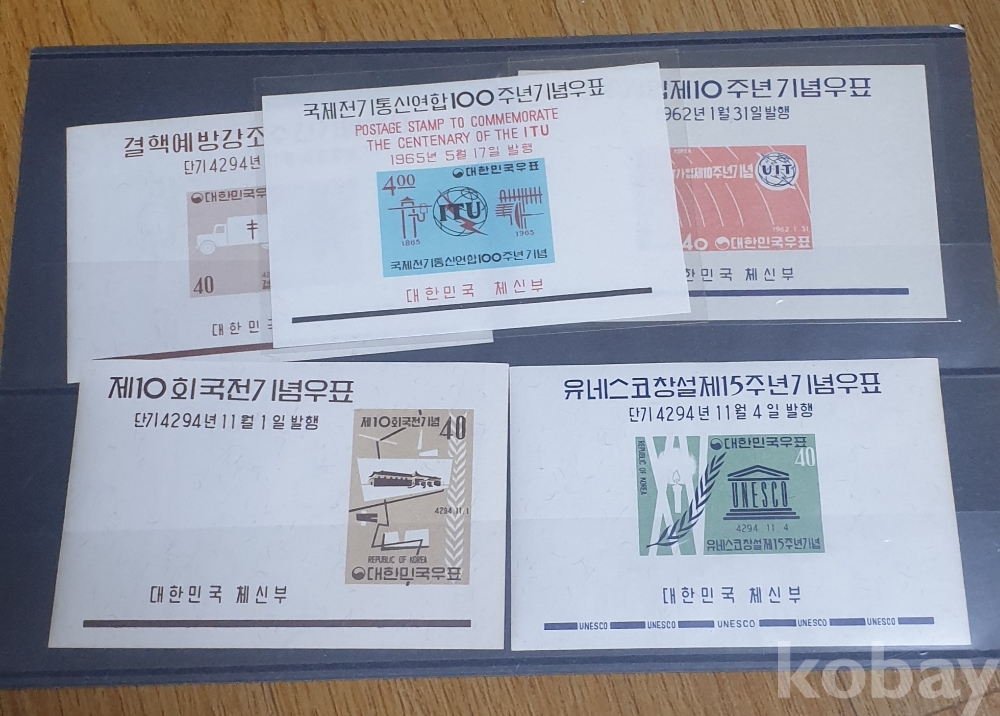 결핵예방강조
단기 4294년
대한민국우표
40
대한민국
국제전기통신연합100주년기념우표
POSTAGE STAMP TO COMMEMORATE
THE CENTENARY OF THE ITU
1965년 5월 17일 발행
4.00 대한민국우표
ITU
1865 1965
국제전기통신연합100주년기념
대한민국 체신부
제10주년기념우표
1962년 1월 31일 발행
KOREA
가입제10주년기념
UIT
1962. 1. 31
40 대한민국우표
대한민국 체신부
제10회국전기념우표
단기 4294년 11월 1일 발행
제10회국전기념 40
4294.11.1
REPUBLIC OF KOREA
대한민국우표
대한민국 체신부
유네스코창설제15주년기념우표
단기 4294년 11월 4일 발행
REPUBLIC OF KOREA
대한민국우표
40
UNESCO
4294. 11. 4
유네스코창설제15주년기념
대한민국 체신부
UNESCO UNESCO UNESCO UNESCO UNESCO
kobay